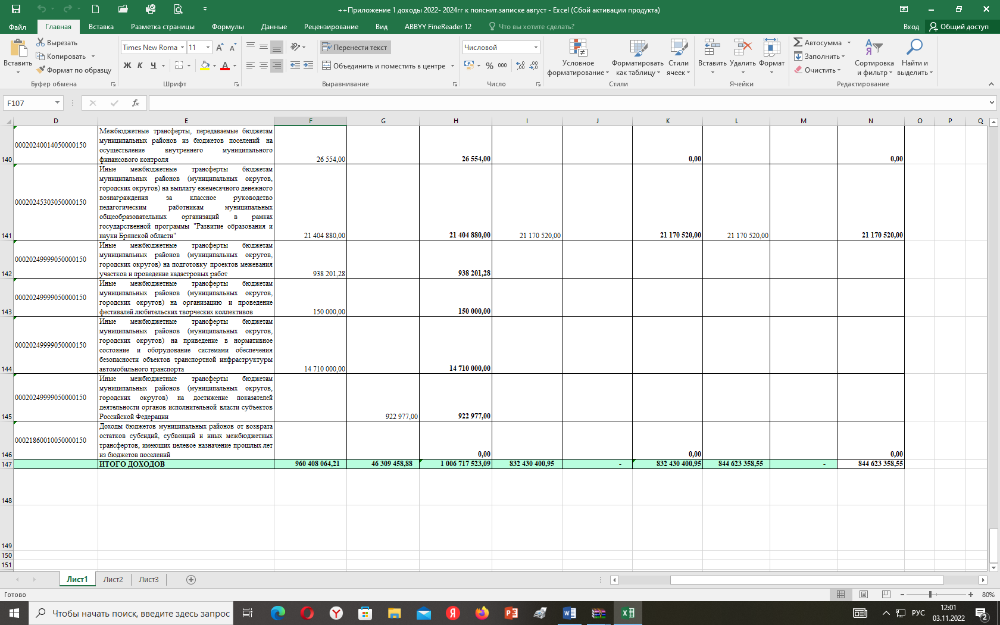 ++Приложение 1 доходы 2022- 2024гг к пояснит.записке август - Excel (Сбой активации продукта)
Файл Главная Вставка Разметка страницы Формулы Данные Рецензирование Вид ABBYY FineReader 12 Что вы хотите сделать? Вход Общий доступ
Вставить
Вырезать
Копировать
Формат по образцу
Буфер обмена
Times New Roma 11
Ж К Ч
Шрифт
Перенести текст
Объединить и поместить в центре
Выравнивание
Числовой
% 000
Число
Условное форматирование
Форматировать как таблицу
Стили ячеек
Стили
Вставить Удалить Формат
Ячейки
Автосумма
Заполнить
Очистить
Сортировка и фильтр
Найти и выделить
Редактирование
F107 fx
D E F G H I J K L M N O P Q
140 00020240014050000150
Межбюджетные трансферты, передаваемые бюджетам
муниципальных районов из бюджетов поселений на
осуществление внутреннего муниципального
финансового контроля
26 554,00 26 554,00 0,00 0,00
141 00020245303050000150
Иные межбюджетные трансферты бюджетам
муниципальных районов (муниципальных округов,
городских округов) на выплату ежемесячного денежного
вознаграждения за классное руководство
педагогическим работникам муниципальных
общеобразовательных организаций в рамках
государственной программы "Развитие образования и
науки Брянской области"
21 404 880,00 21 404 880,00 21 170 520,00 21 170 520,00 21 170 520,00 21 170 520,00
142 00020249999050000150
Иные межбюджетные трансферты бюджетам
муниципальных районов (муниципальных округов,
городских округов) на подготовку проектов межевания
участков и проведение кадастровых работ
938 201,28 938 201,28
143 00020249999050000150
Иные межбюджетные трансферты бюджетам
муниципальных районов (муниципальных округов,
городских округов) на организацию и проведение
фестивалей любительских творческих коллективов
150 000,00 150 000,00
144 00020249999050000150
Иные межбюджетные трансферты бюджетам
муниципальных районов (муниципальных округов,
городских округов) на приведение в нормативное
состояние и оборудование системами обеспечения
безопасности объектов транспортной инфраструктуры
автомобильного транспорта
14 710 000,00 14 710 000,00
145 00020249999050000150
Иные межбюджетные трансферты бюджетам
муниципальных районов (муниципальных округов,
городских округов) на достижение показателей
деятельности органов исполнительной власти субъектов
Российской Федерации
922 977,00 922 977,00
146 00021860010050000150
Доходы бюджетов муниципальных районов от возврата
остатков субсидий, субвенций и иных межбюджетных
трансфертов, имеющих целевое назначение прошлых лет
из бюджетов поселений
0,00 0,00 0,00
147 ИТОГО ДОХОДОВ 960 408 064,21 46 309 458,88 1 006 717 523,09 832 430 400,95 - 832 430 400,95 844 623 358,55 - 844 623 358,55
148
149
150
151
Лист1 Лист2 Лист3
Готово 80%
Чтобы начать поиск, введите здесь запрос
РУС
12:01
03.11.2022
2